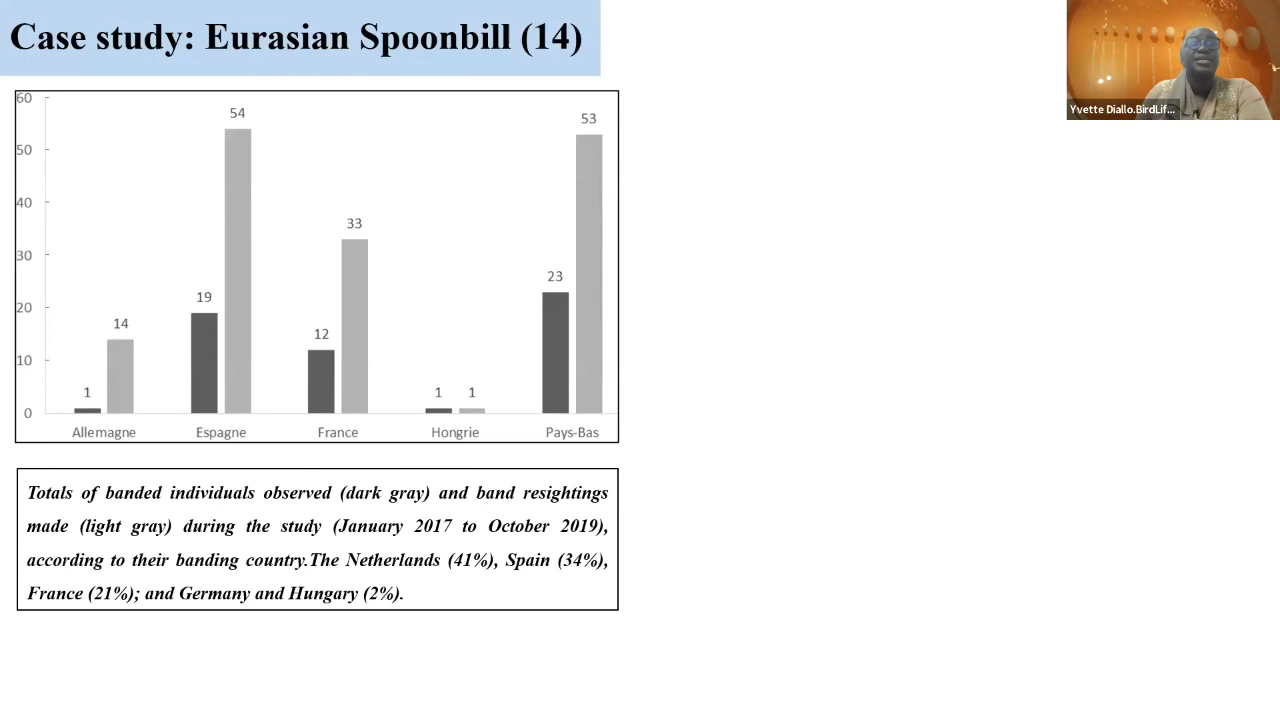 Case study: Eurasian Spoonbill (14)
Yvette Diallo.BirdLif...
60
50
40
30
20
10
0
1
14
19
54
12
33
1
1
23
53
Allemagne
Espagne
France
Hongrie
Pays-Bas
Totals of banded individuals observed (dark gray) and band resightings
made (light gray) during the study (January 2017 to October 2019),
according to their banding country.The Netherlands (41%), Spain (34%),
France (21%); and Germany and Hungary (2%).